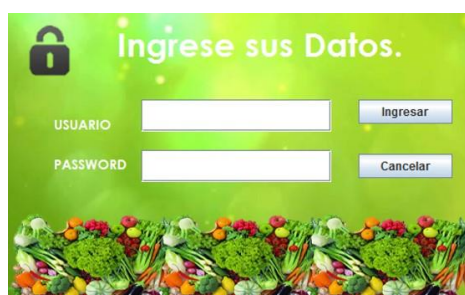 Ingrese sus Datos.
USUARIO
Ingresar
PASSWORD
Cancelar